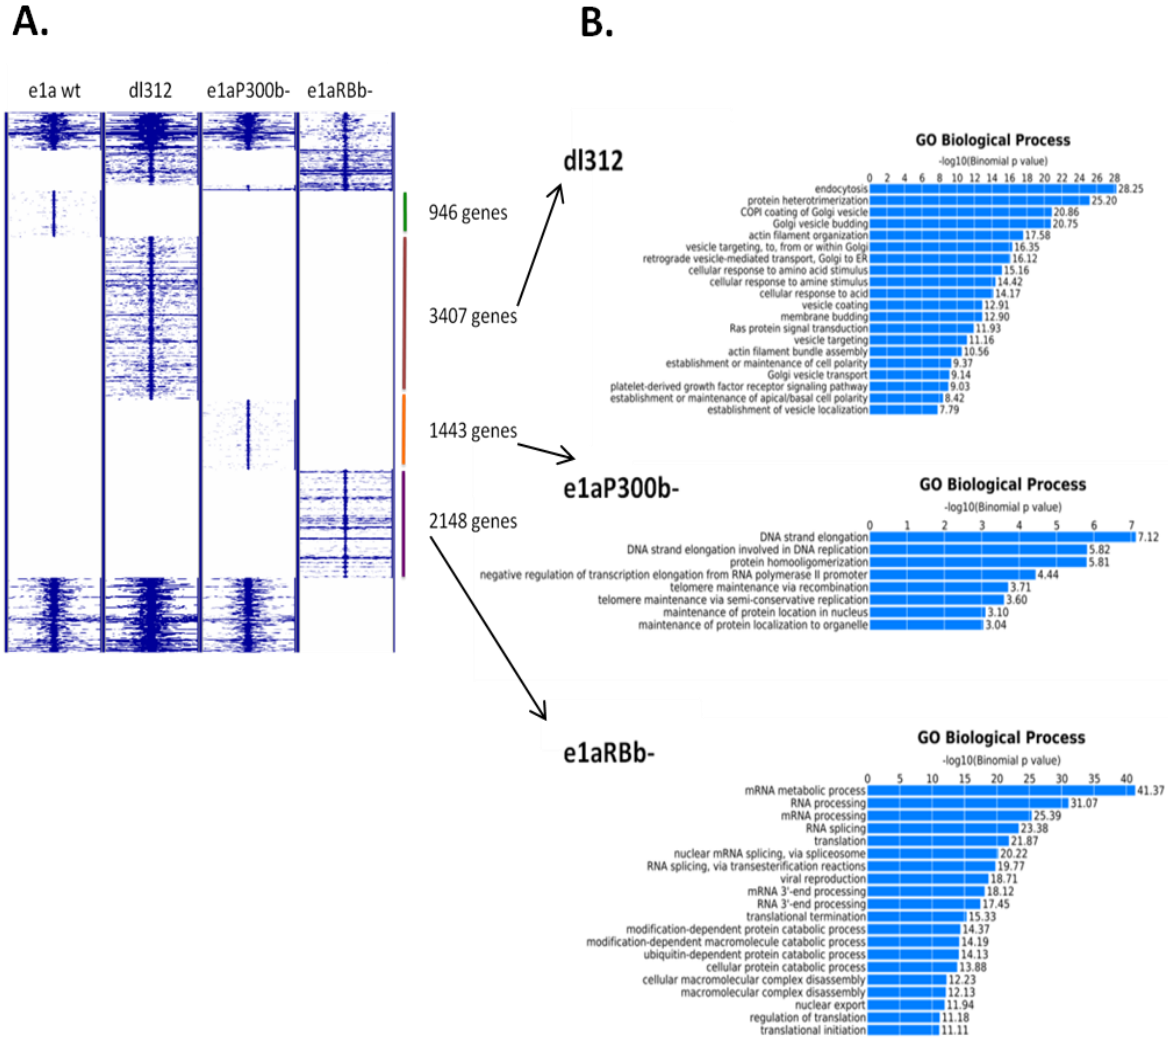 A.
B.
e1a wt dl312 e1aP300b- e1aRBb-
946 genes
3407 genes
1443 genes
2148 genes
dl312
GO Biological Process
-log10(Binomial p value)
0 2 4 6 8 10 12 14 16 18 20 22 24 26 28
endocytosis 28.25
protein heterotrimerization 25.20
COPI coating of Golgi vesicle 20.86
Golgi vesicle budding 20.75
actin filament organization 17.58
vesicle targeting, to, from or within Golgi 16.35
retrograde vesicle-mediated transport, Golgi to ER 16.12
cellular response to amino acid stimulus 15.16
cellular response to amine stimulus 14.42
cellular response to acid 14.17
vesicle coating 12.91
membrane budding 12.90
Ras protein signal transduction 11.93
vesicle targeting 11.16
actin filament bundle assembly 10.56
establishment or maintenance of cell polarity 9.37
Golgi vesicle transport 9.14
platelet-derived growth factor receptor signaling pathway 9.03
establishment or maintenance of apical/basal cell polarity 8.42
establishment of vesicle localization 7.79
e1aP300b-
GO Biological Process
-log10(Binomial p value)
0 1 2 3 4 5 6 7
DNA strand elongation 7.12
DNA strand elongation involved in DNA replication 5.82
protein homooligomerization 5.81
negative regulation of transcription elongation from RNA polymerase II promoter 4.44
telomere maintenance via recombination 3.71
telomere maintenance via semi-conservative replication 3.60
maintenance of protein location in nucleus 3.10
maintenance of protein localization to organelle 3.04
e1aRBb-
GO Biological Process
-log10(Binomial p value)
0 5 10 15 20 25 30 35 40
mRNA metabolic process 41.37
RNA processing 31.07
mRNA processing 25.39
RNA splicing 23.38
translation 21.87
nuclear mRNA splicing, via spliceosome 20.22
RNA splicing, via transesterification reactions 19.77
viral reproduction 18.71
mRNA 3'-end processing 18.12
RNA 3'-end processing 17.45
translational termination 15.33
modification-dependent protein catabolic process 14.37
modification-dependent macromolecule catabolic process 14.19
ubiquitin-dependent protein catabolic process 14.13
cellular protein catabolic process 13.88
cellular macromolecular complex disassembly 12.23
macromolecular complex disassembly 12.13
nuclear export 11.94
regulation of translation 11.18
translational initiation 11.11